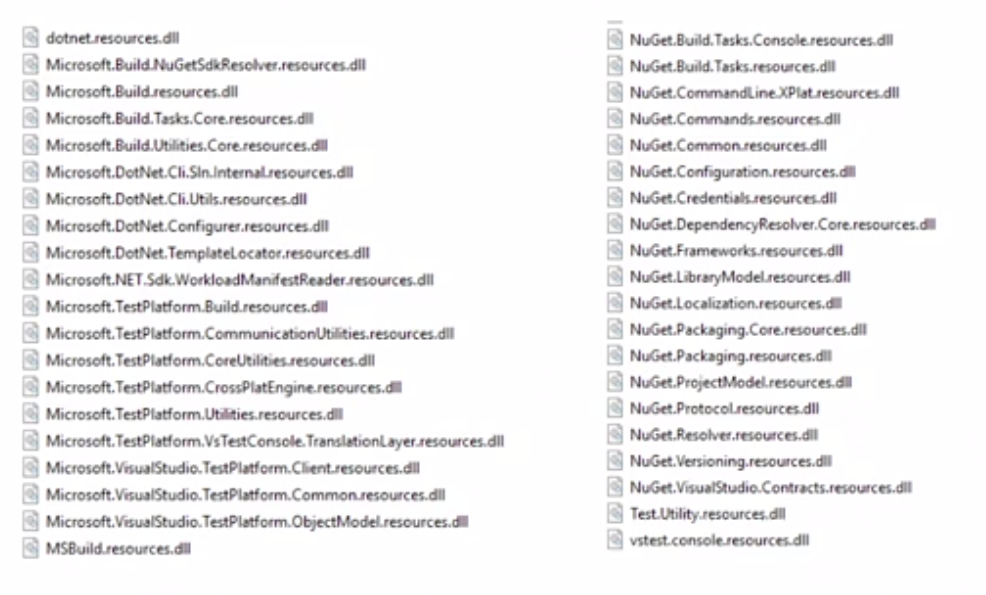 dotnet.resources.dll
Microsoft.Build.NuGetSdkResolver.resources.dll
Microsoft.Build.resources.dll
Microsoft.Build.Tasks.Core.resources.dll
Microsoft.Build.Utilities.Core.resources.dll
Microsoft.DotNet.Cli.Sln.Internal.resources.dll
Microsoft.DotNet.Cli.Utils.resources.dll
Microsoft.DotNet.Configurer.resources.dll
Microsoft.DotNet.TemplateLocator.resources.dll
Microsoft.NET.Sdk.WorkloadManifestReader.resources.dll
Microsoft.TestPlatform.Build.resources.dll
Microsoft.TestPlatform.CommunicationUtilities.resources.dll
Microsoft.TestPlatform.CoreUtilities.resources.dll
Microsoft.TestPlatform.CrossPlatEngine.resources.dll
Microsoft.TestPlatform.Utilities.resources.dll
Microsoft.TestPlatform.VsTestConsole.TranslationLayer.resources.dll
Microsoft.VisualStudio.TestPlatform.Client.resources.dll
Microsoft.VisualStudio.TestPlatform.Common.resources.dll
Microsoft.VisualStudio.TestPlatform.ObjectModel.resources.dll
MSBuild.resources.dll
NuGet.Build.Tasks.Console.resources.dll
NuGet.Build.Tasks.resources.dll
NuGet.CommandLine.XPlat.resources.dll
NuGet.Commands.resources.dll
NuGet.Common.resources.dll
NuGet.Configuration.resources.dll
NuGet.Credentials.resources.dll
NuGet.DependencyResolver.Core.resources.dll
NuGet.Frameworks.resources.dll
NuGet.LibraryModel.resources.dll
NuGet.Localization.resources.dll
NuGet.Packaging.Core.resources.dll
NuGet.Packaging.resources.dll
NuGet.ProjectModel.resources.dll
NuGet.Protocol.resources.dll
NuGet.Resolver.resources.dll
NuGet.Versioning.resources.dll
NuGet.VisualStudio.Contracts.resources.dll
Test.Utility.resources.dll
vstest.console.resources.dll